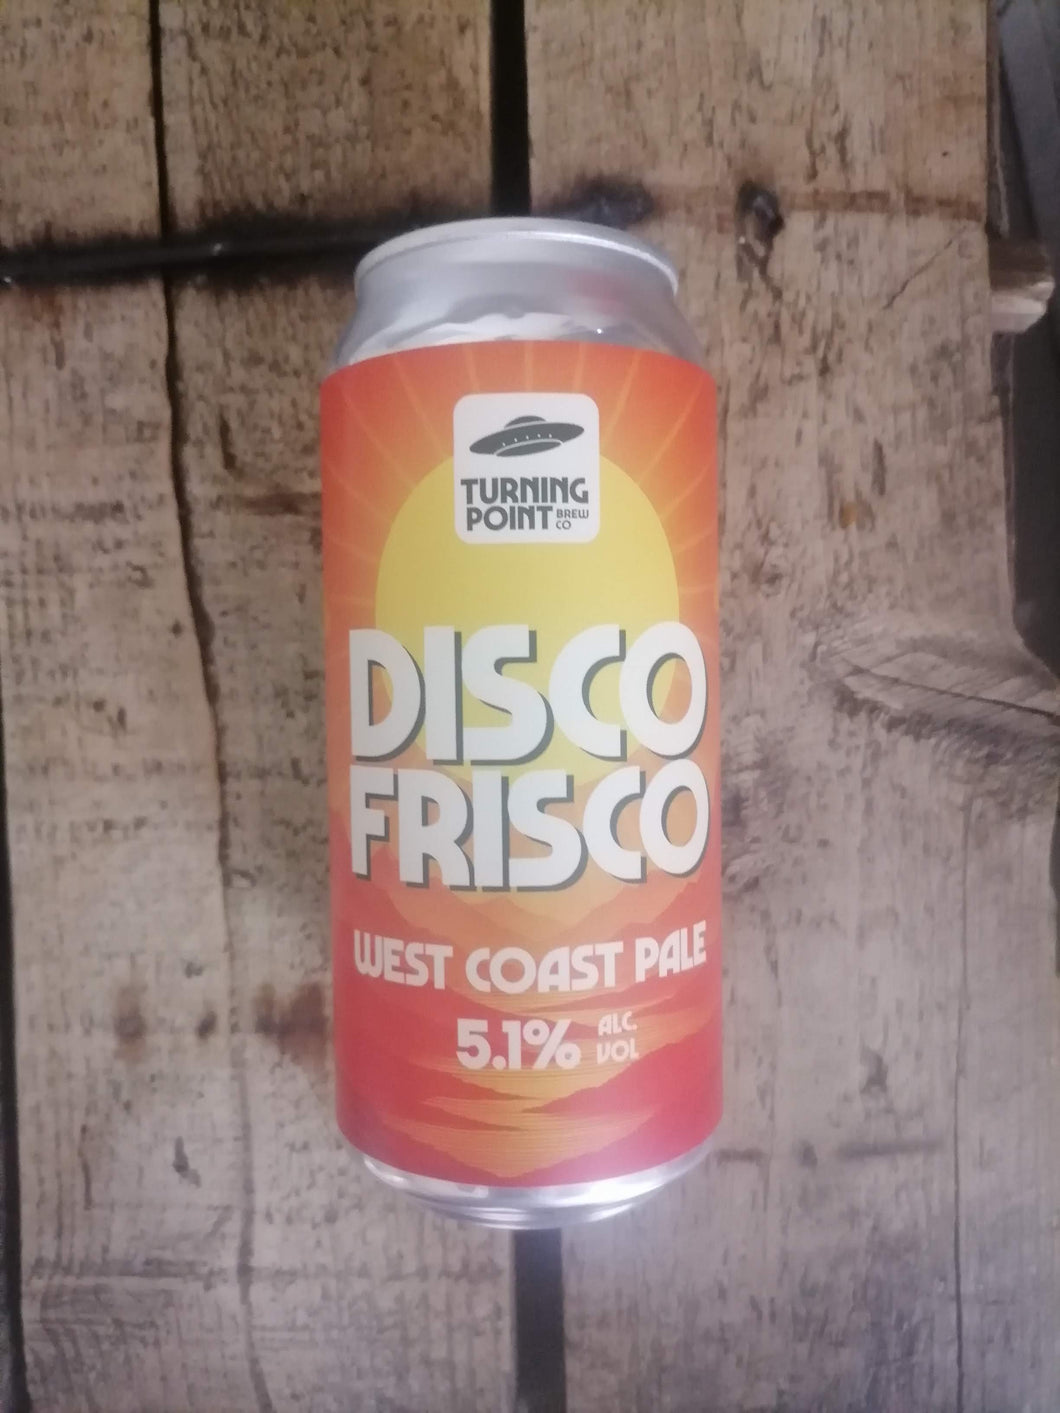 TURNING
POINT BREW CO
DISCO
FRISCO
WEST COAST PALE
5.1% ALC. VOL